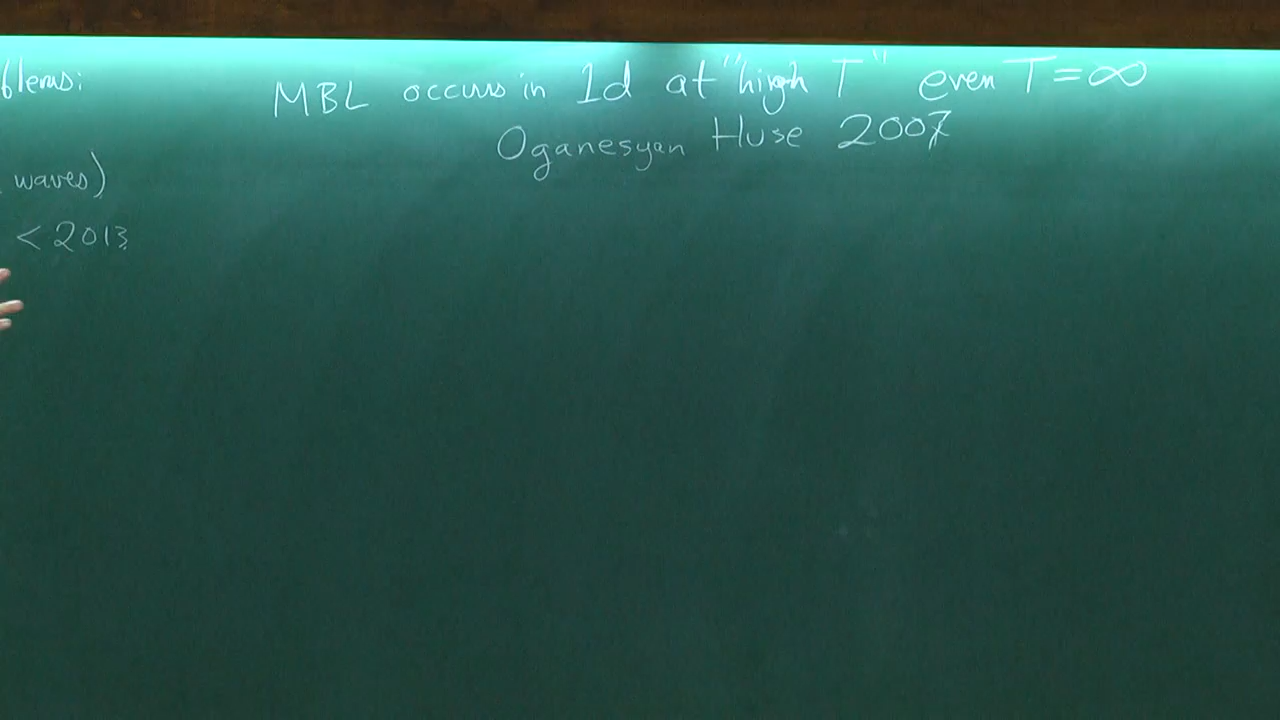 blems:
waves)
< 2013
MBL occurs in 1d at "high T" even T=∞
Oganesyan Huse 2007